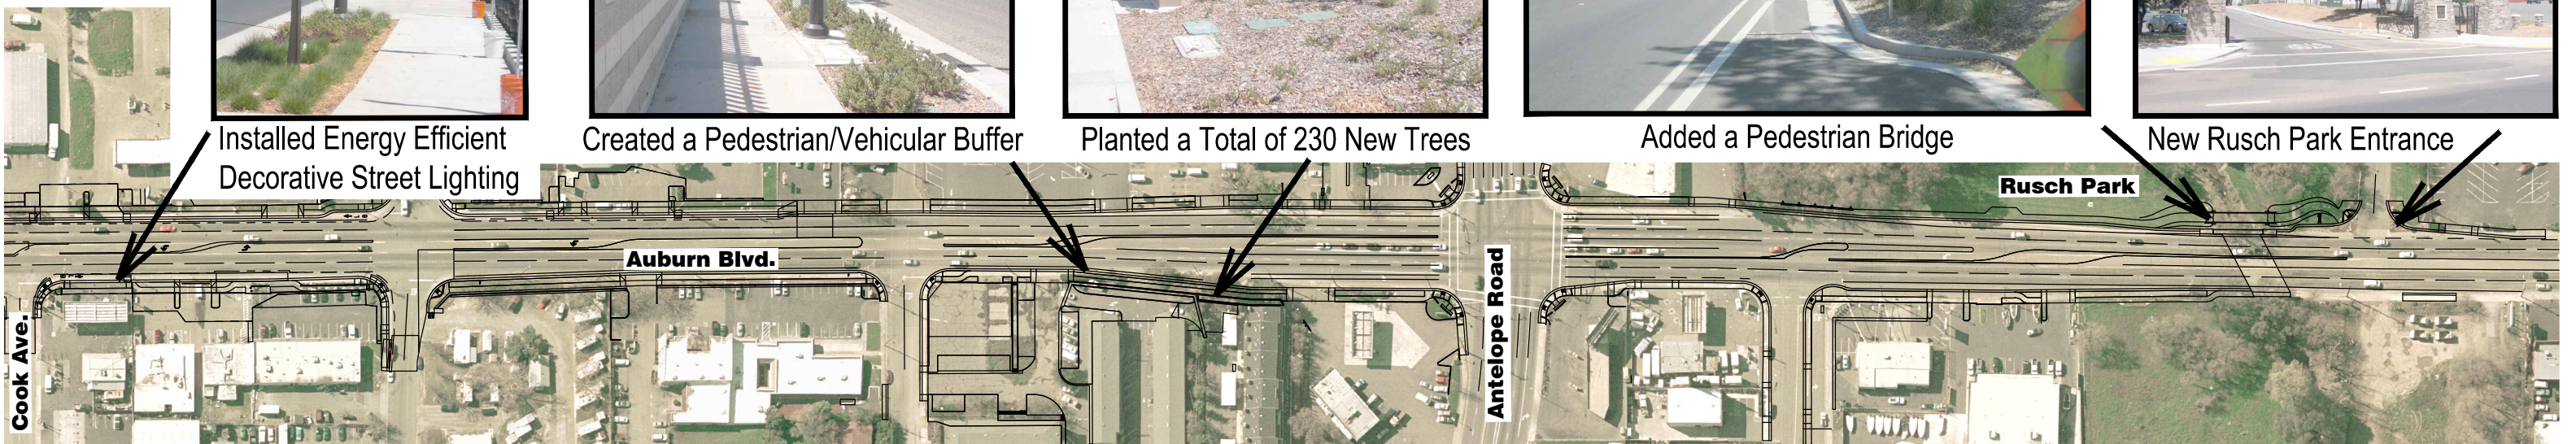 Installed Energy Efficient
Decorative Street Lighting
Created a Pedestrian/Vehicular Buffer
Planted a Total of 230 New Trees
Added a Pedestrian Bridge
New Rusch Park Entrance
Rusch Park
Auburn Blvd.
Cook Ave.
Antelope Road